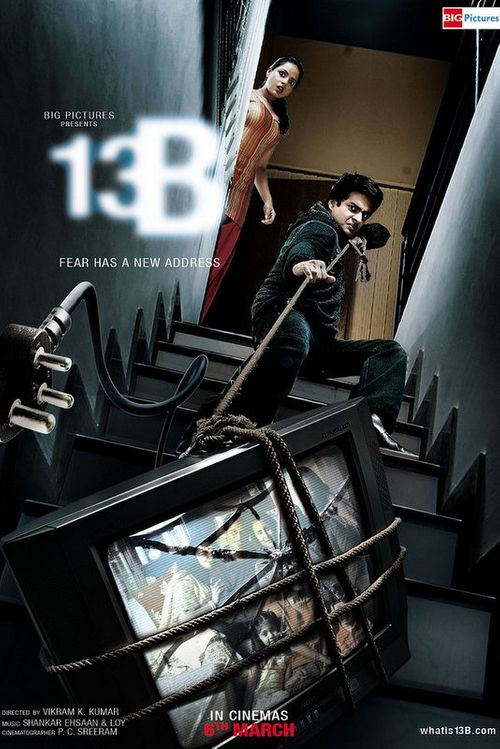 BIG Pictures
BIG PICTURES
PRESENTS
13B
FEAR HAS A NEW ADDRESS
DIRECTED BY VIKRAM K. KUMAR
MUSIC SHANKAR EHSAAN & LOY
CINEMATOGRAPHER P. C. SREERAM
IN CINEMAS
6TH MARCH
whatis13B.com